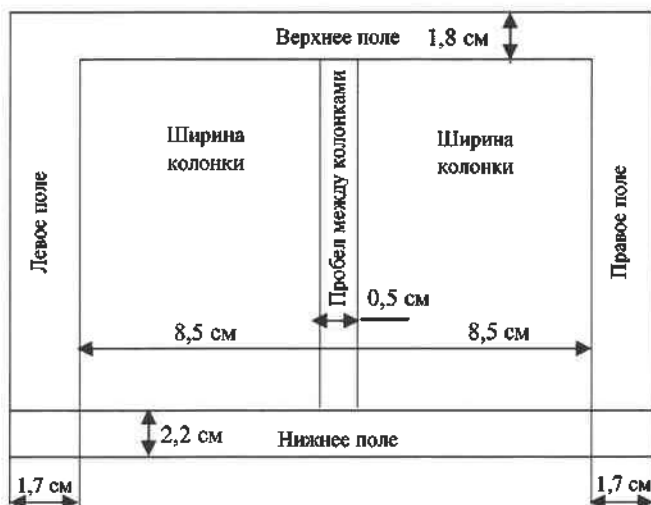 Верхнее поле 1,8 см
Ширина
колонки
Ширина
колонки
Левое поле
Пробел между колонками
Правое поле
0,5 см
8,5 см
8,5 см
2,2 см
Нижнее поле
1,7 см
1,7 см